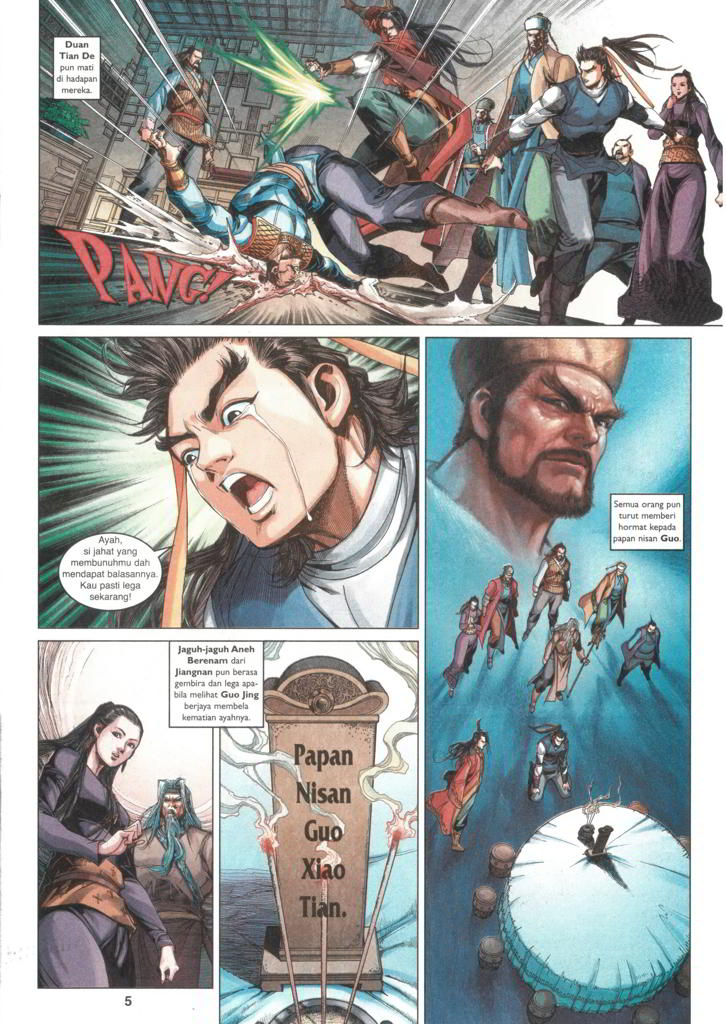 Duan
Tian De
pun mati
di hadapan
mereka.
PANG!
Ayah,
si jahat yang
membunuhmu dah
mendapat balasannya.
Kau pasti lega
sekarang!
Semua orang pun
turut memberi
hormat kepada
papan nisan Guo.
Jaguh-jaguh Aneh
Berenam dari
Jiangnan pun berasa
gembira dan lega apa-
bila melihat Guo Jing
berjaya membela
kematian ayahnya.
Papan
Nisan
Guo
Xiao
Tian.
5